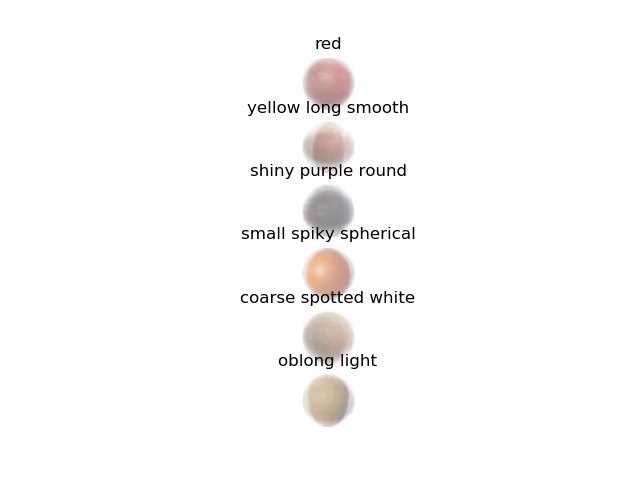 red
yellow long smooth
shiny purple round
small spiky spherical
coarse spotted white
oblong light